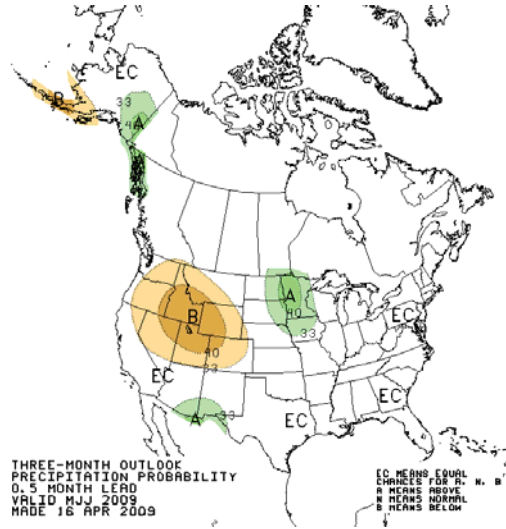 EC
33
B
40
A
A
40
B
33
EC
40
33
EC
33
A
EC
EC
THREE-MONTH OUTLOOK
PRECIPITATION PROBABILITY
0.5 MONTH LEAD
VALID MJJ 2009
MADE 16 APR 2009
EC MEANS EQUAL
CHANCES FOR A, N, B
A MEANS ABOVE
N MEANS NORMAL
B MEANS BELOW